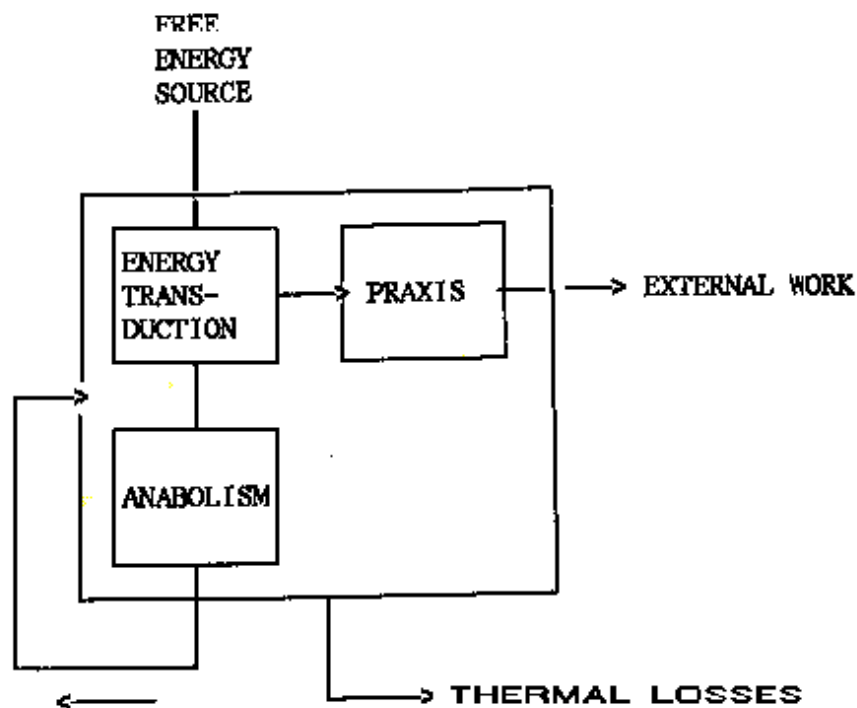 FREE
ENERGY
SOURCE
ENERGY
TRANS-
DUCTION
PRAXIS
EXTERNAL WORK
ANABOLISM
THERMAL LOSSES